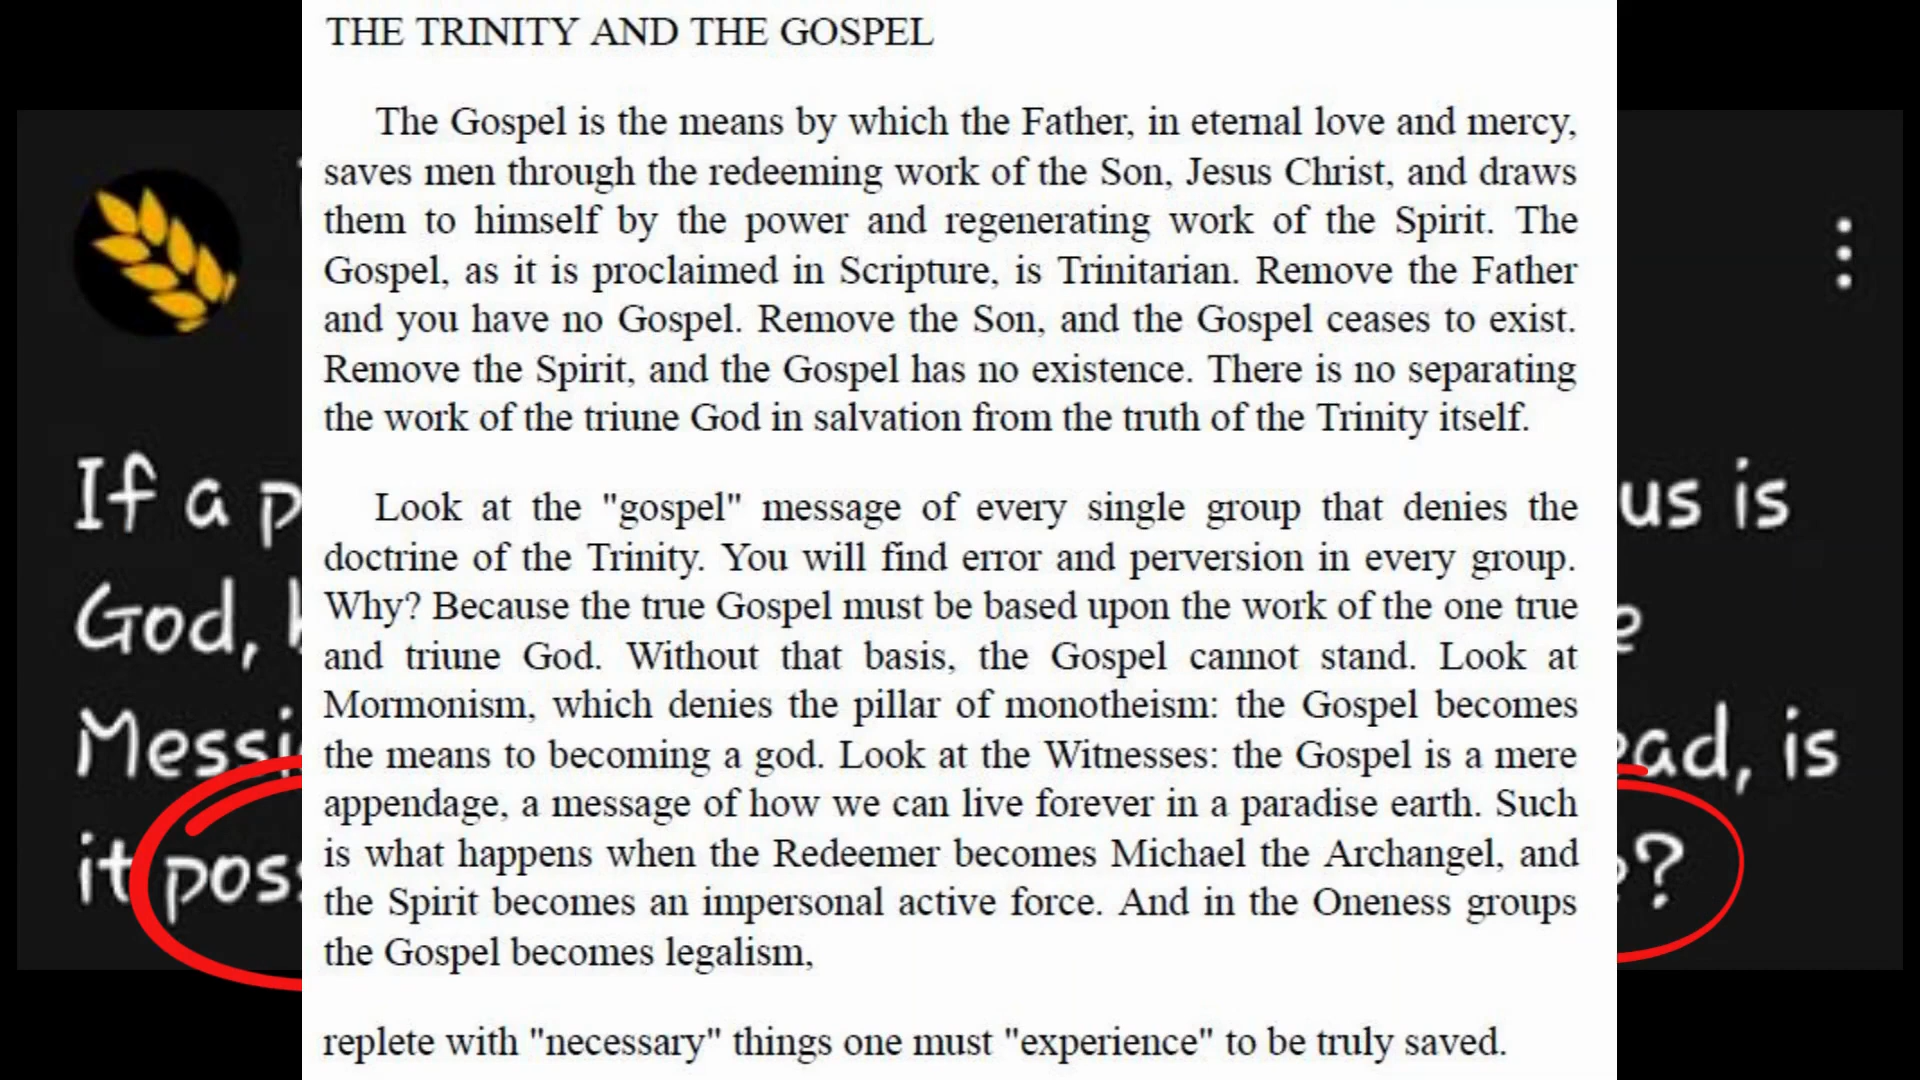 THE TRINITY AND THE GOSPEL
The Gospel is the means by which the Father, in eternal love and mercy,
saves men through the redeeming work of the Son, Jesus Christ, and draws
them to himself by the power and regenerating work of the Spirit. The
Gospel, as it is proclaimed in Scripture, is Trinitarian. Remove the Father
and you have no Gospel. Remove the Son, and the Gospel ceases to exist.
Remove the Spirit, and the Gospel has no existence. There is no separating
the work of the triune God in salvation from the truth of the Trinity itself.
Look at the "gospel" message of every single group that denies the
doctrine of the Trinity. You will find error and perversion in every group.
Why? Because the true Gospel must be based upon the work of the one true
and triune God. Without that basis, the Gospel cannot stand. Look at
Mormonism, which denies the pillar of monotheism: the Gospel becomes
the means to becoming a god. Look at the Witnesses: the Gospel is a mere
appendage, a message of how we can live forever in a paradise earth. Such
is what happens when the Redeemer becomes Michael the Archangel, and
the Spirit becomes an impersonal active force. And in the Oneness groups
the Gospel becomes legalism,
replete with "necessary" things one must "experience" to be truly saved.
If a
us is
God,
is
it